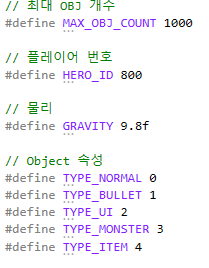 // 최대 OBJ 개수
#define MAX_OBJ_COUNT 1000
// 플레이어 번호
#define HERO_ID 800
// 물리
#define GRAVITY 9.8f
// Object 속성
#define TYPE_NORMAL 0
#define TYPE_BULLET 1
#define TYPE_UI 2
#define TYPE_MONSTER 3
#define TYPE_ITEM 4